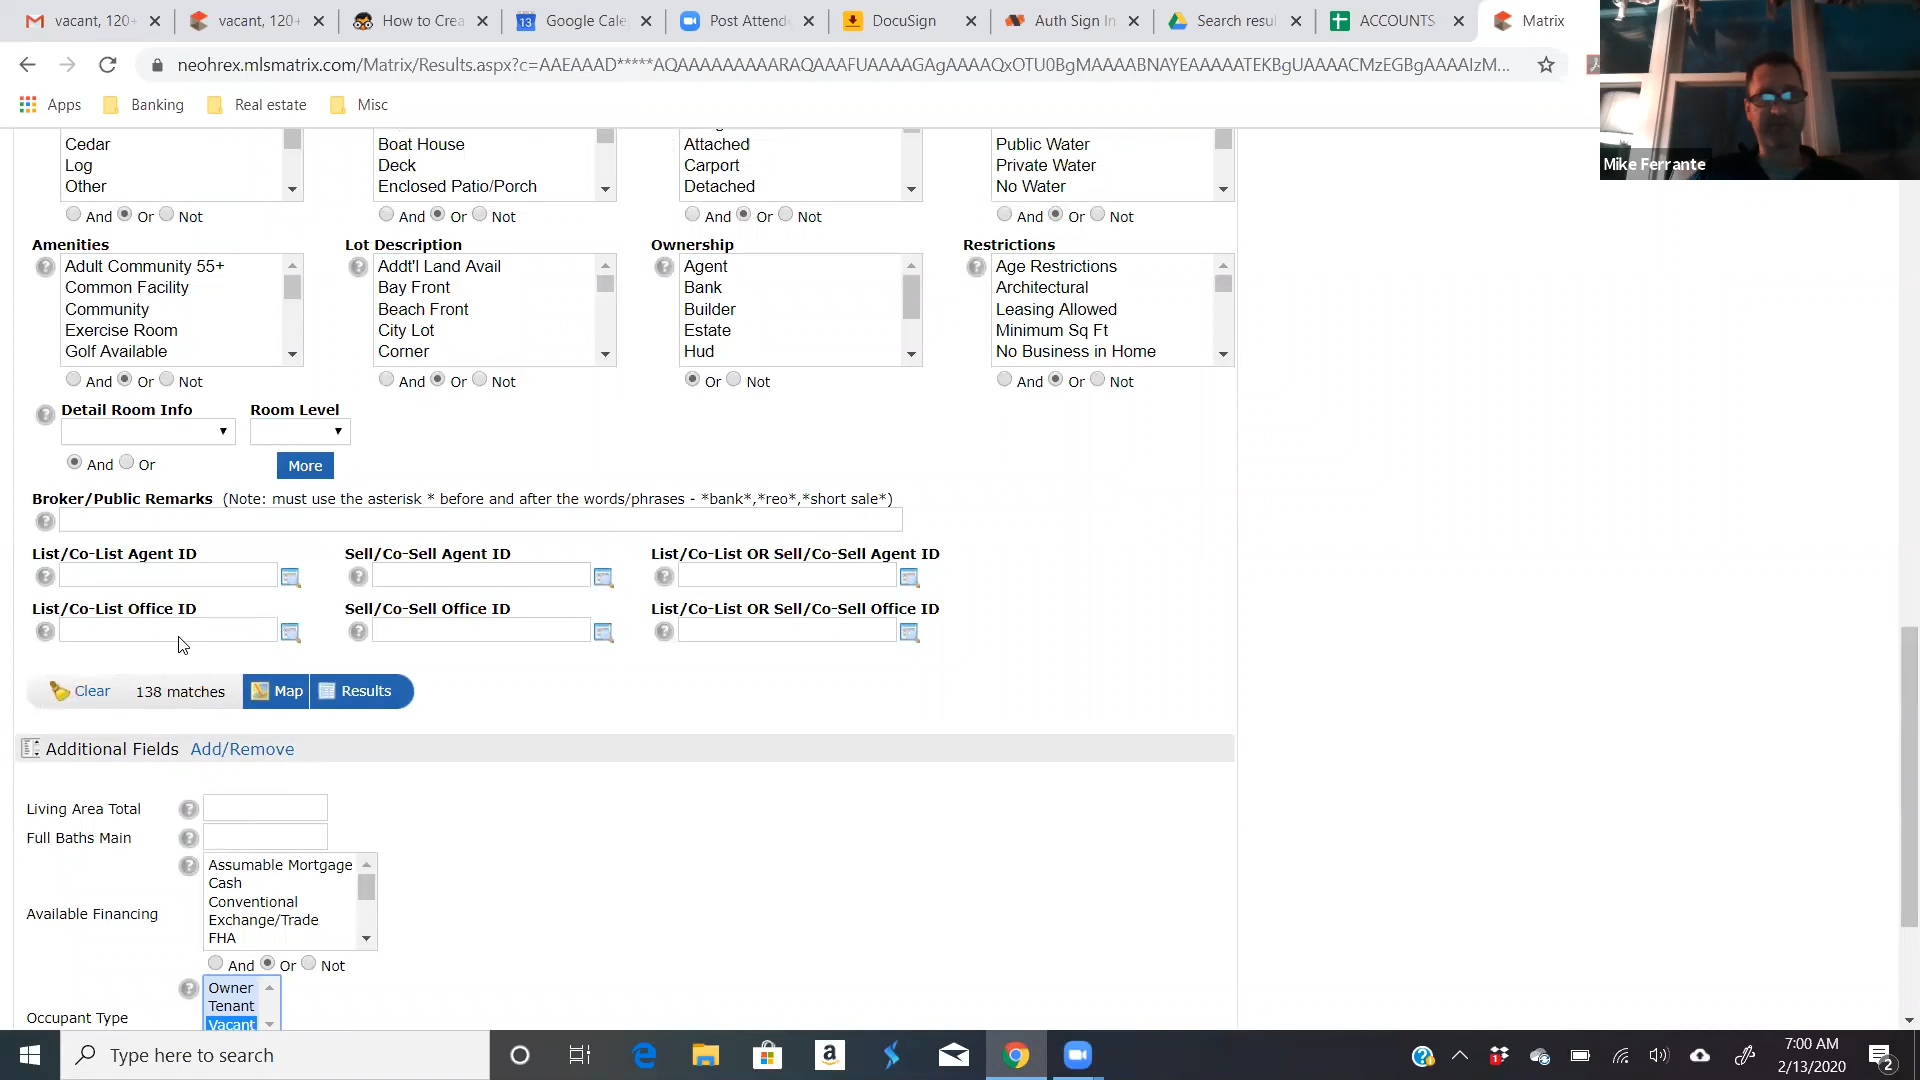 vacant, 120+
vacant, 120+
How to Crea
13 Google Cale
Post Attend
DocuSign
Auth Sign In
Search resul
ACCOUNTS
Matrix
neohrex.mlsmatrix.com/Matrix/Results.aspx?c=AAEAAAD*****AQAAAAAAAAARAQAAAFUAAAAGAgAAAAQxOTU0BgMAAAABNAYEAAAAATEKBgUAAAACMzEGBgAAAAIzM...
Apps Banking Real estate Misc
Mike Ferrante
Cedar Boat House Attached Public Water
Log Deck Carport Private Water
Other Enclosed Patio/Porch Detached No Water
And Or Not And Or Not And Or Not And Or Not
Amenities Lot Description Ownership Restrictions
Adult Community 55+ Addt'l Land Avail Agent Age Restrictions
Common Facility Bay Front Bank Architectural
Community Beach Front Builder Leasing Allowed
Exercise Room City Lot Estate Minimum Sq Ft
Golf Available Corner Hud No Business in Home
And Or Not And Or Not Or Not And Or Not
Detail Room Info Room Level
And Or More
Broker/Public Remarks (Note: must use the asterisk * before and after the words/phrases - *bank*,*reo*,*short sale*)
List/Co-List Agent ID Sell/Co-Sell Agent ID List/Co-List OR Sell/Co-Sell Agent ID
List/Co-List Office ID Sell/Co-Sell Office ID List/Co-List OR Sell/Co-Sell Office ID
Clear 138 matches Map Results
Additional Fields Add/Remove
Living Area Total
Full Baths Main
Assumable Mortgage
Cash
Conventional
Available Financing
Exchange/Trade
FHA
And Or Not
Owner
Tenant
Occupant Type
Vacant
Type here to search
7:00 AM
2/13/2020
2